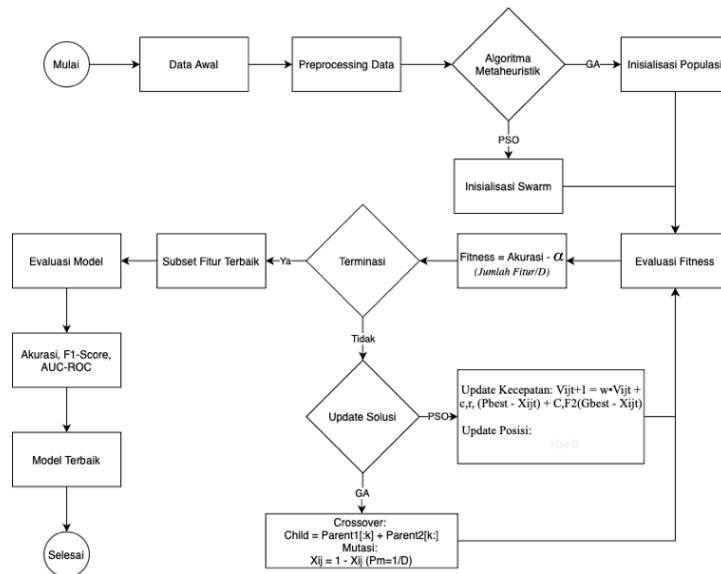 Mulai
Data Awal
Preprocessing Data
Algoritma
Metaheuristik
GA
Inisialisasi Populasi
PSO
Inisialisasi Swarm
Evaluasi Model
Subset Fitur Terbaik
Ya
Terminasi
Fitness = Akurasi - α
(Jumlah Fitur/D)
Evaluasi Fitness
Tidak
Akurasi, F1-Score,
AUC-ROC
Update Solusi
PSO
Update Kecepatan: Vijt+1 = w•Vijt +
c,r, (Pbest - Xijt) + C,F2(Gbest - Xijt)
Update Posisi:
else 0
Model Terbaik
GA
Crossover:
Child = Parent1[:k] + Parent2[k:]
Mutasi:
Xij = 1 - Xij (Pm=1/D)
Selesai